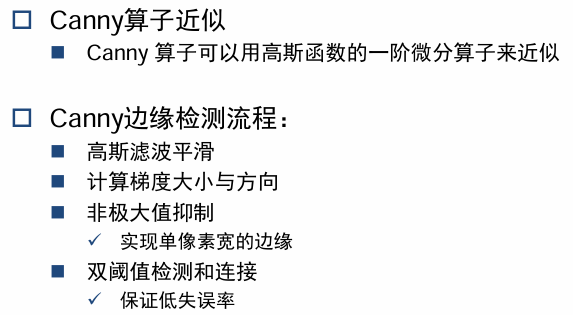 Canny算子近似
Canny 算子可以用高斯函数的一阶微分算子来近似
Canny边缘检测流程：
高斯滤波平滑
计算梯度大小与方向
非极大值抑制
实现单像素宽的边缘
双阈值检测和连接
保证低失误率